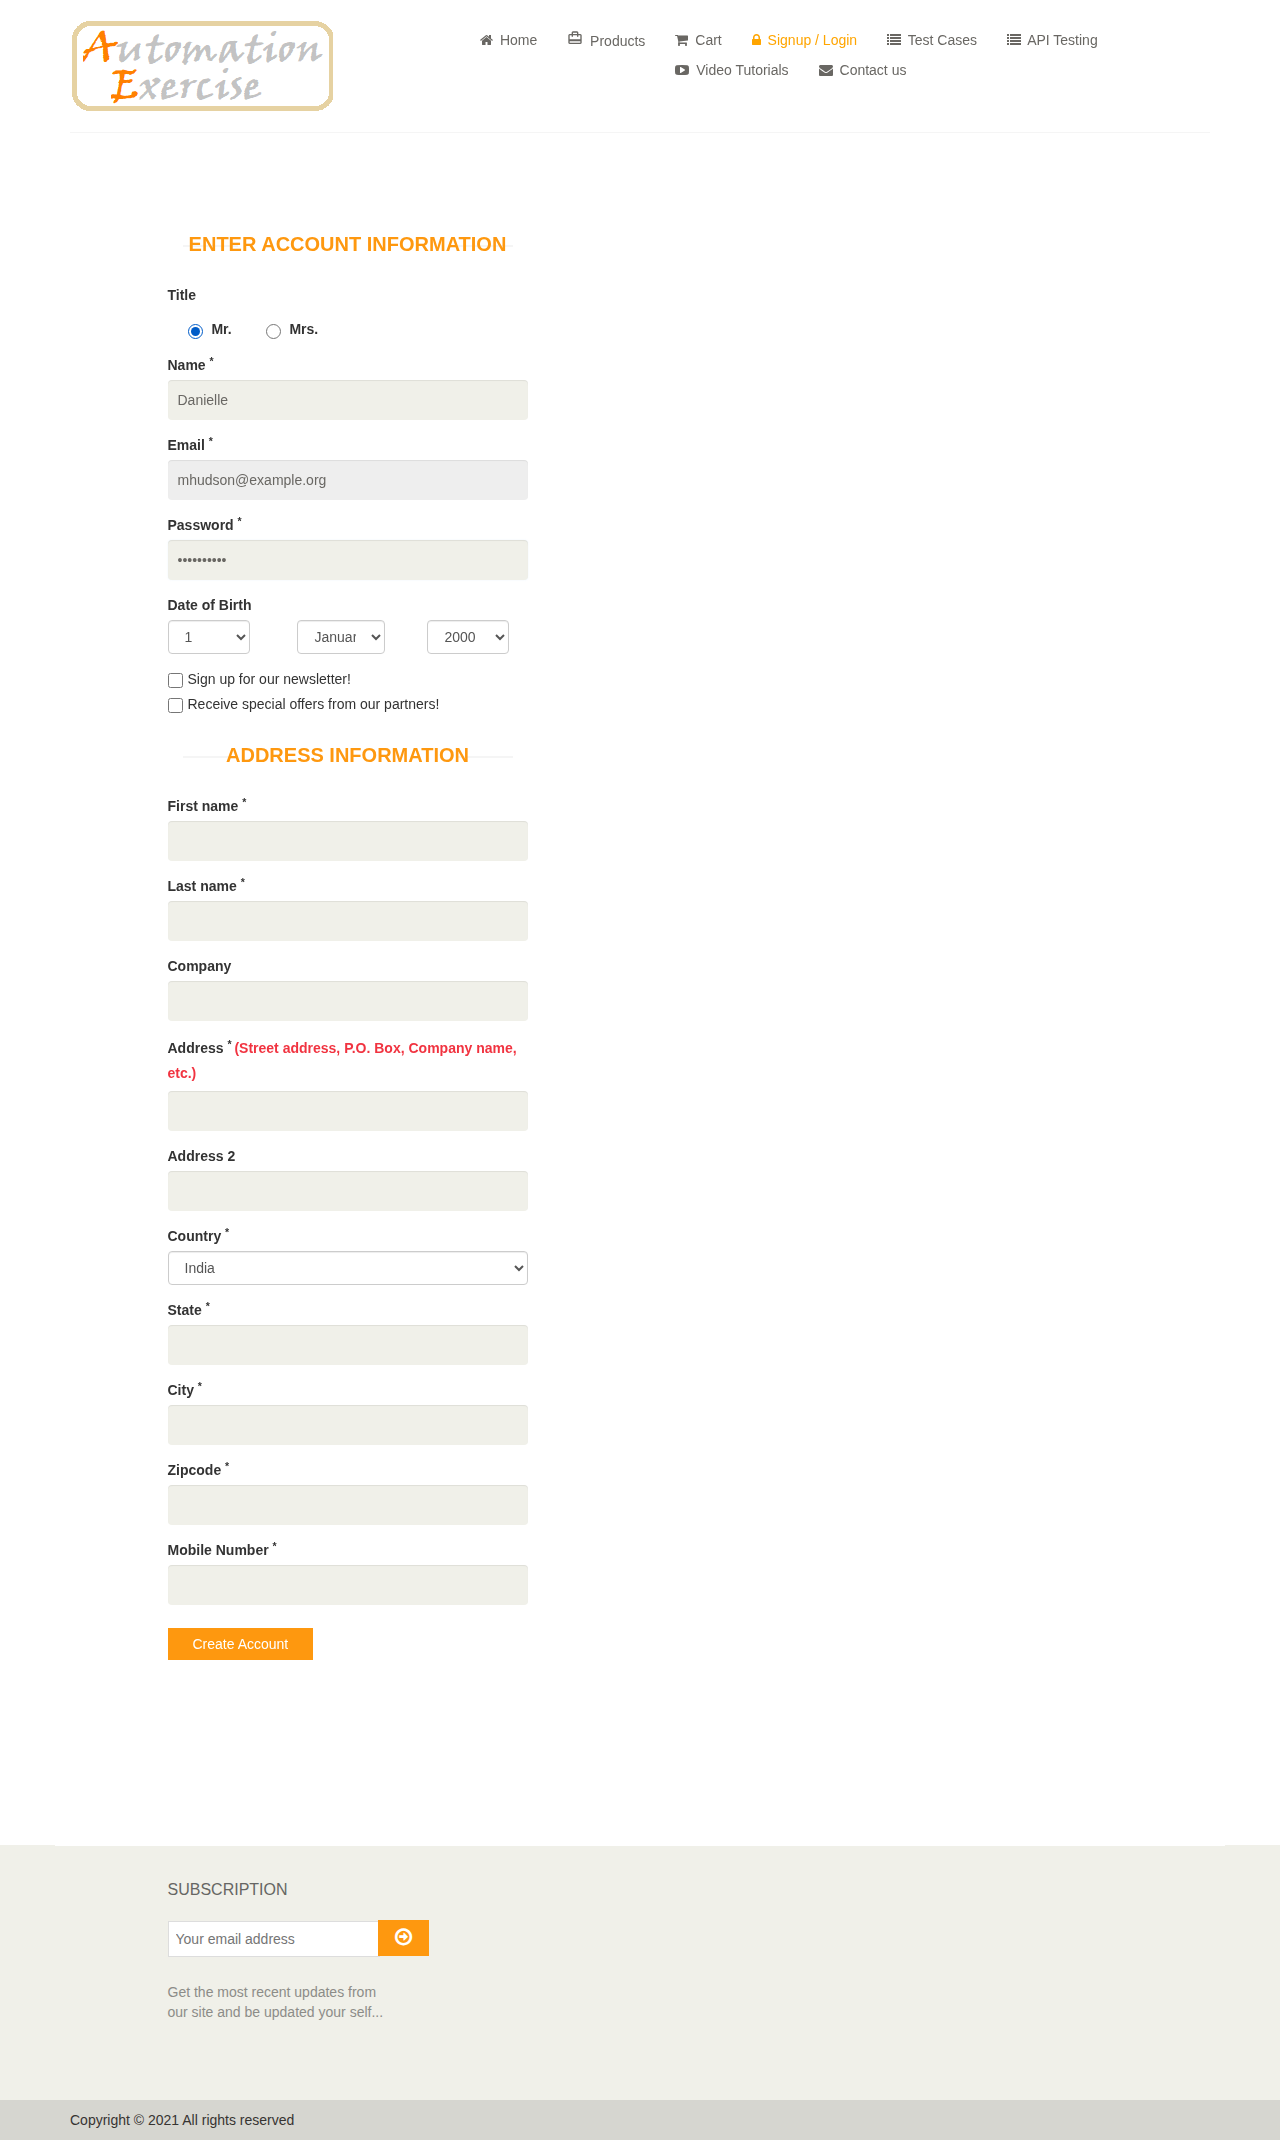 Automation
Exercise
Home Products Cart Signup / Login Test Cases API Testing
Video Tutorials Contact us
ENTER ACCOUNT INFORMATION
Title
Mr. Mrs.
Name *
Danielle
Email *
mhudson@example.org
Password *
••••••••••
Date of Birth
1 Januar 2000
Sign up for our newsletter!
Receive special offers from our partners!
ADDRESS INFORMATION
First name *
Last name *
Company
Address * (Street address, P.O. Box, Company name,
etc.)
Address 2
Country *
India
State *
City *
Zipcode *
Mobile Number *
Create Account
SUBSCRIPTION
Your email address
Get the most recent updates from
our site and be updated your self...
Copyright © 2021 All rights reserved